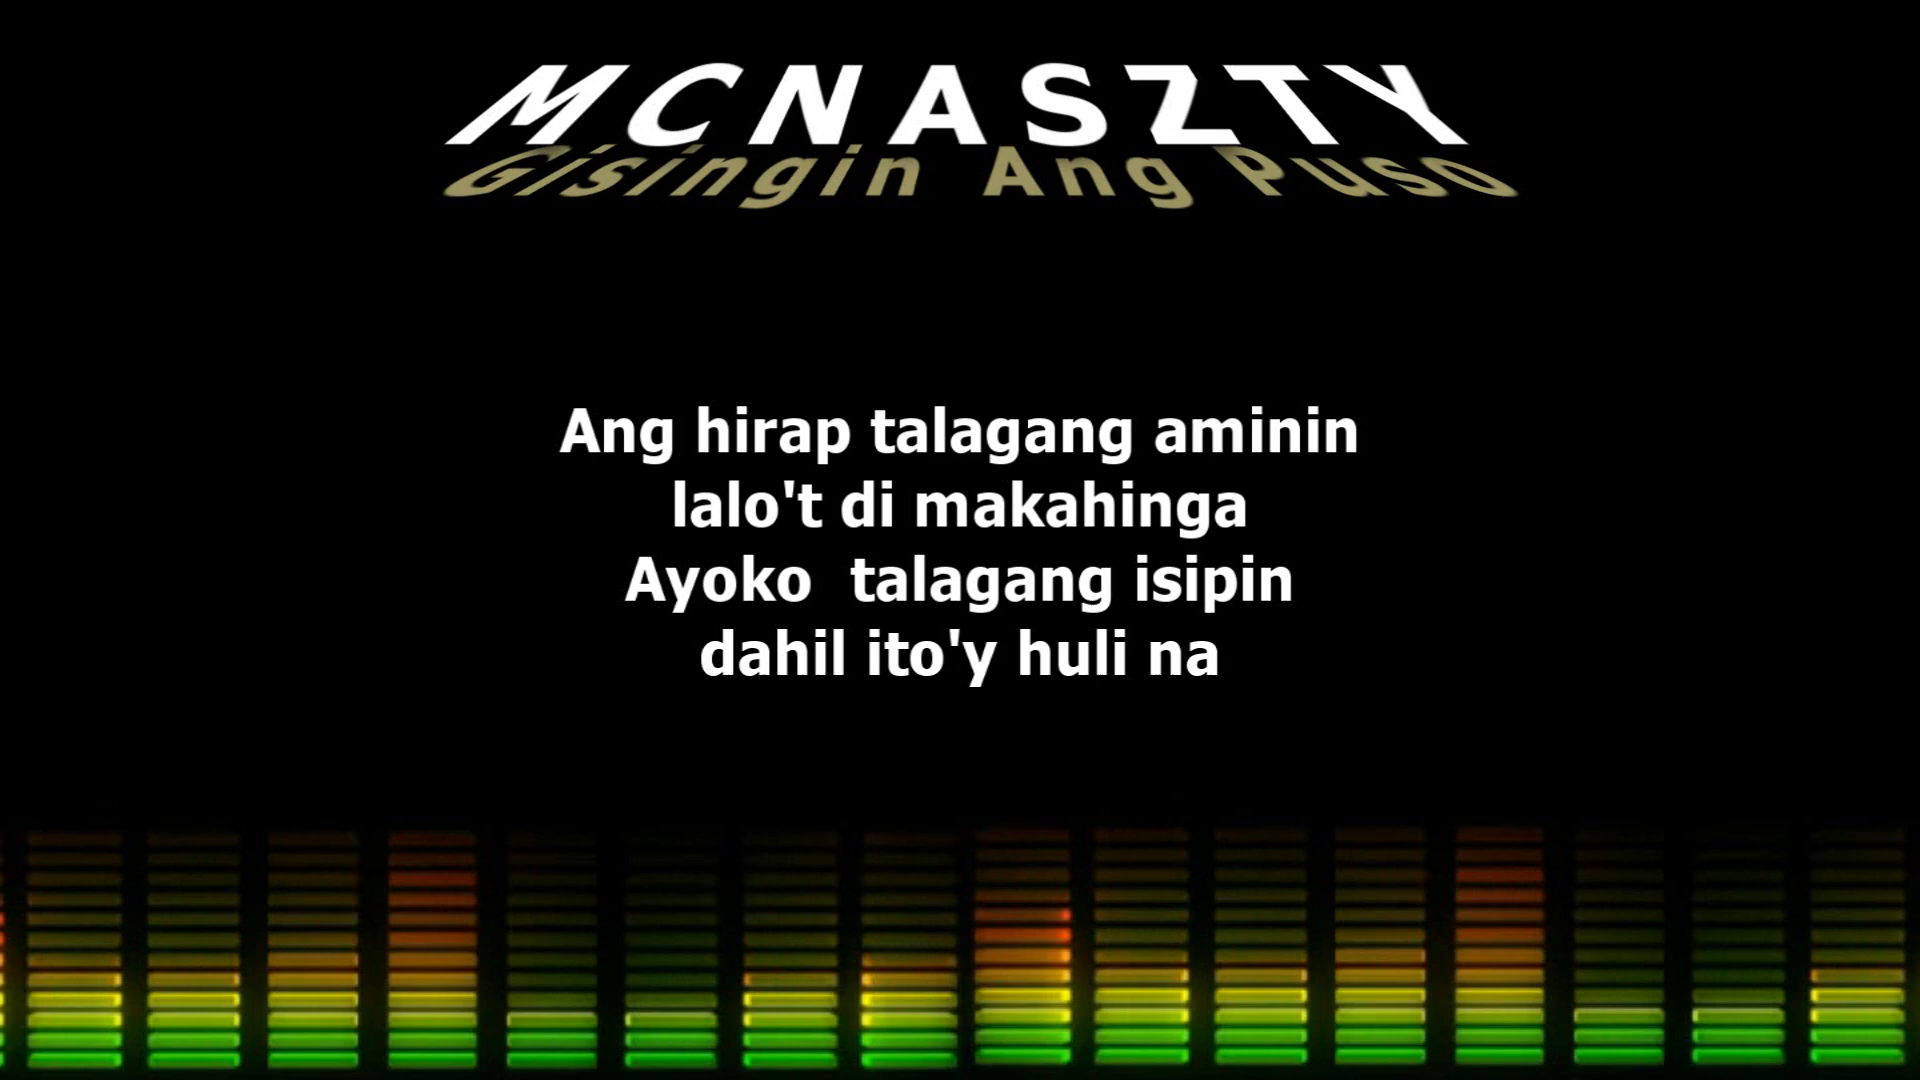 MCNASZTY
Gisingin Ang Puso
Ang hirap talagang aminin
lalo't di makahinga
Ayoko  talagang isipin
dahil ito'y huli na